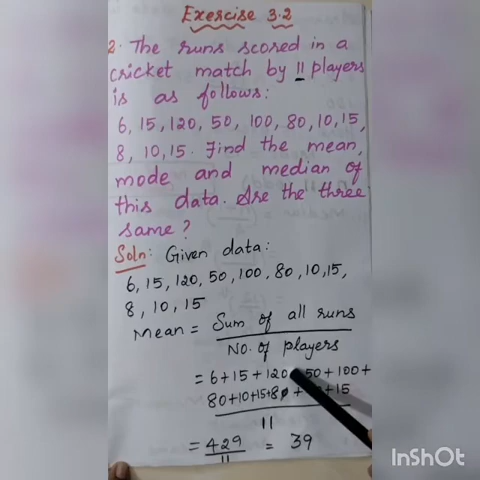 Exercise 3.2
2. The runs scored in a
cricket match by 11 players
is as follows:
6, 15, 120, 50, 100, 80, 10, 15,
8, 10, 15. Find the mean,
mode and median of
this data. Are the three
same?
Soln: Given data:
6, 15, 120, 50, 100, 80, 10, 15,
8, 10, 15
Mean = Sum of all runs
No. of players
= 6+15+120 50+100+
80+10+15+8 + +15
11
= 429/11 = 39
InShOt